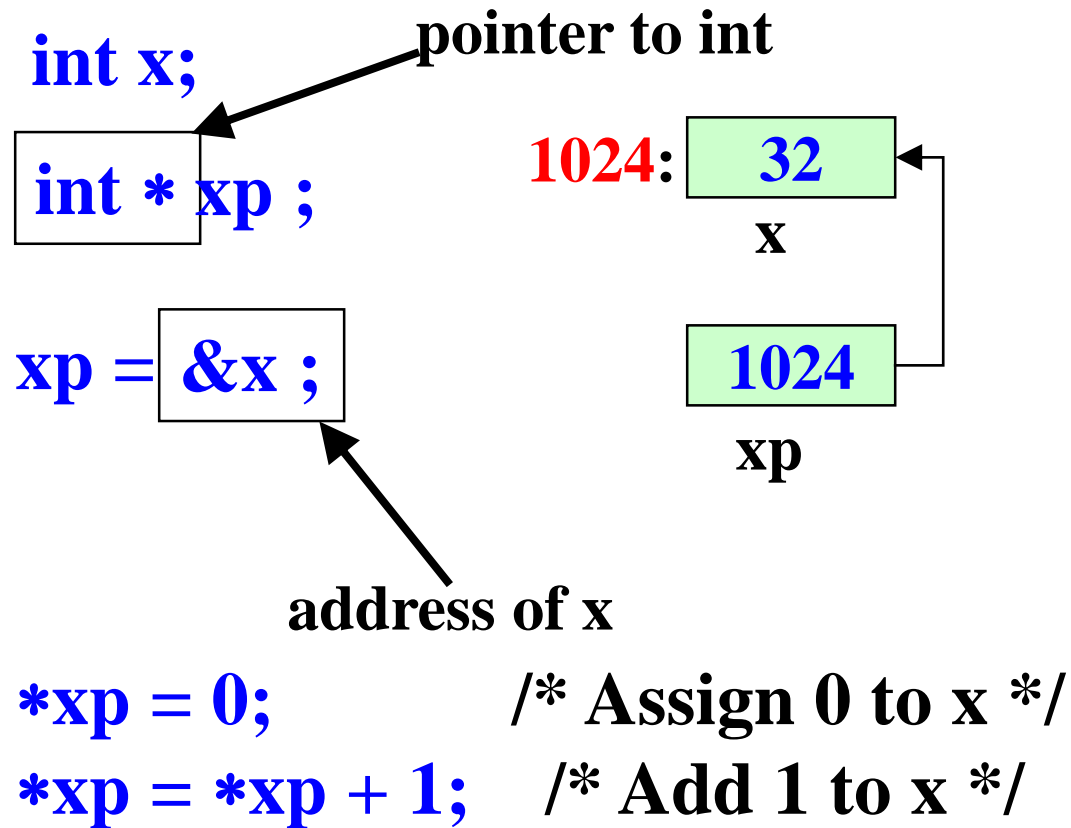 pointer to int
int x;
1024: 32
x
int * xp ;
xp = &x ;
1024
xp
address of x
*xp = 0; /* Assign 0 to x */
*xp = *xp + 1; /* Add 1 to x */